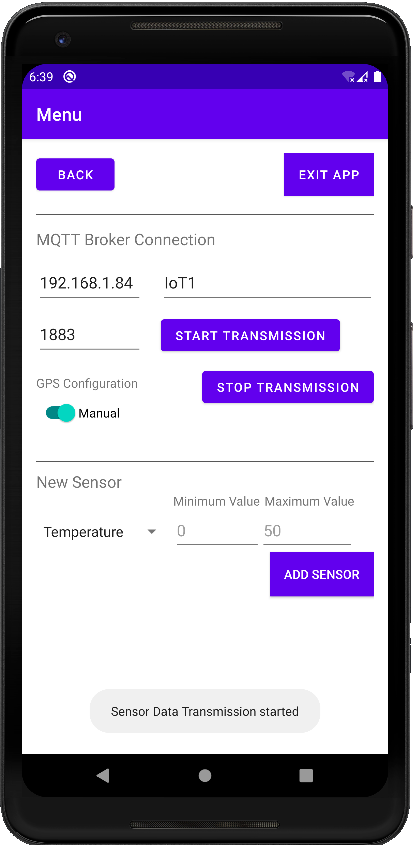 6:39
Menu
BACK
EXIT APP
MQTT Broker Connection
192.168.1.84
IoT1
1883
START TRANSMISSION
GPS Configuration
STOP TRANSMISSION
Manual
New Sensor
Minimum Value Maximum Value
Temperature
0
50
ADD SENSOR
Sensor Data Transmission started